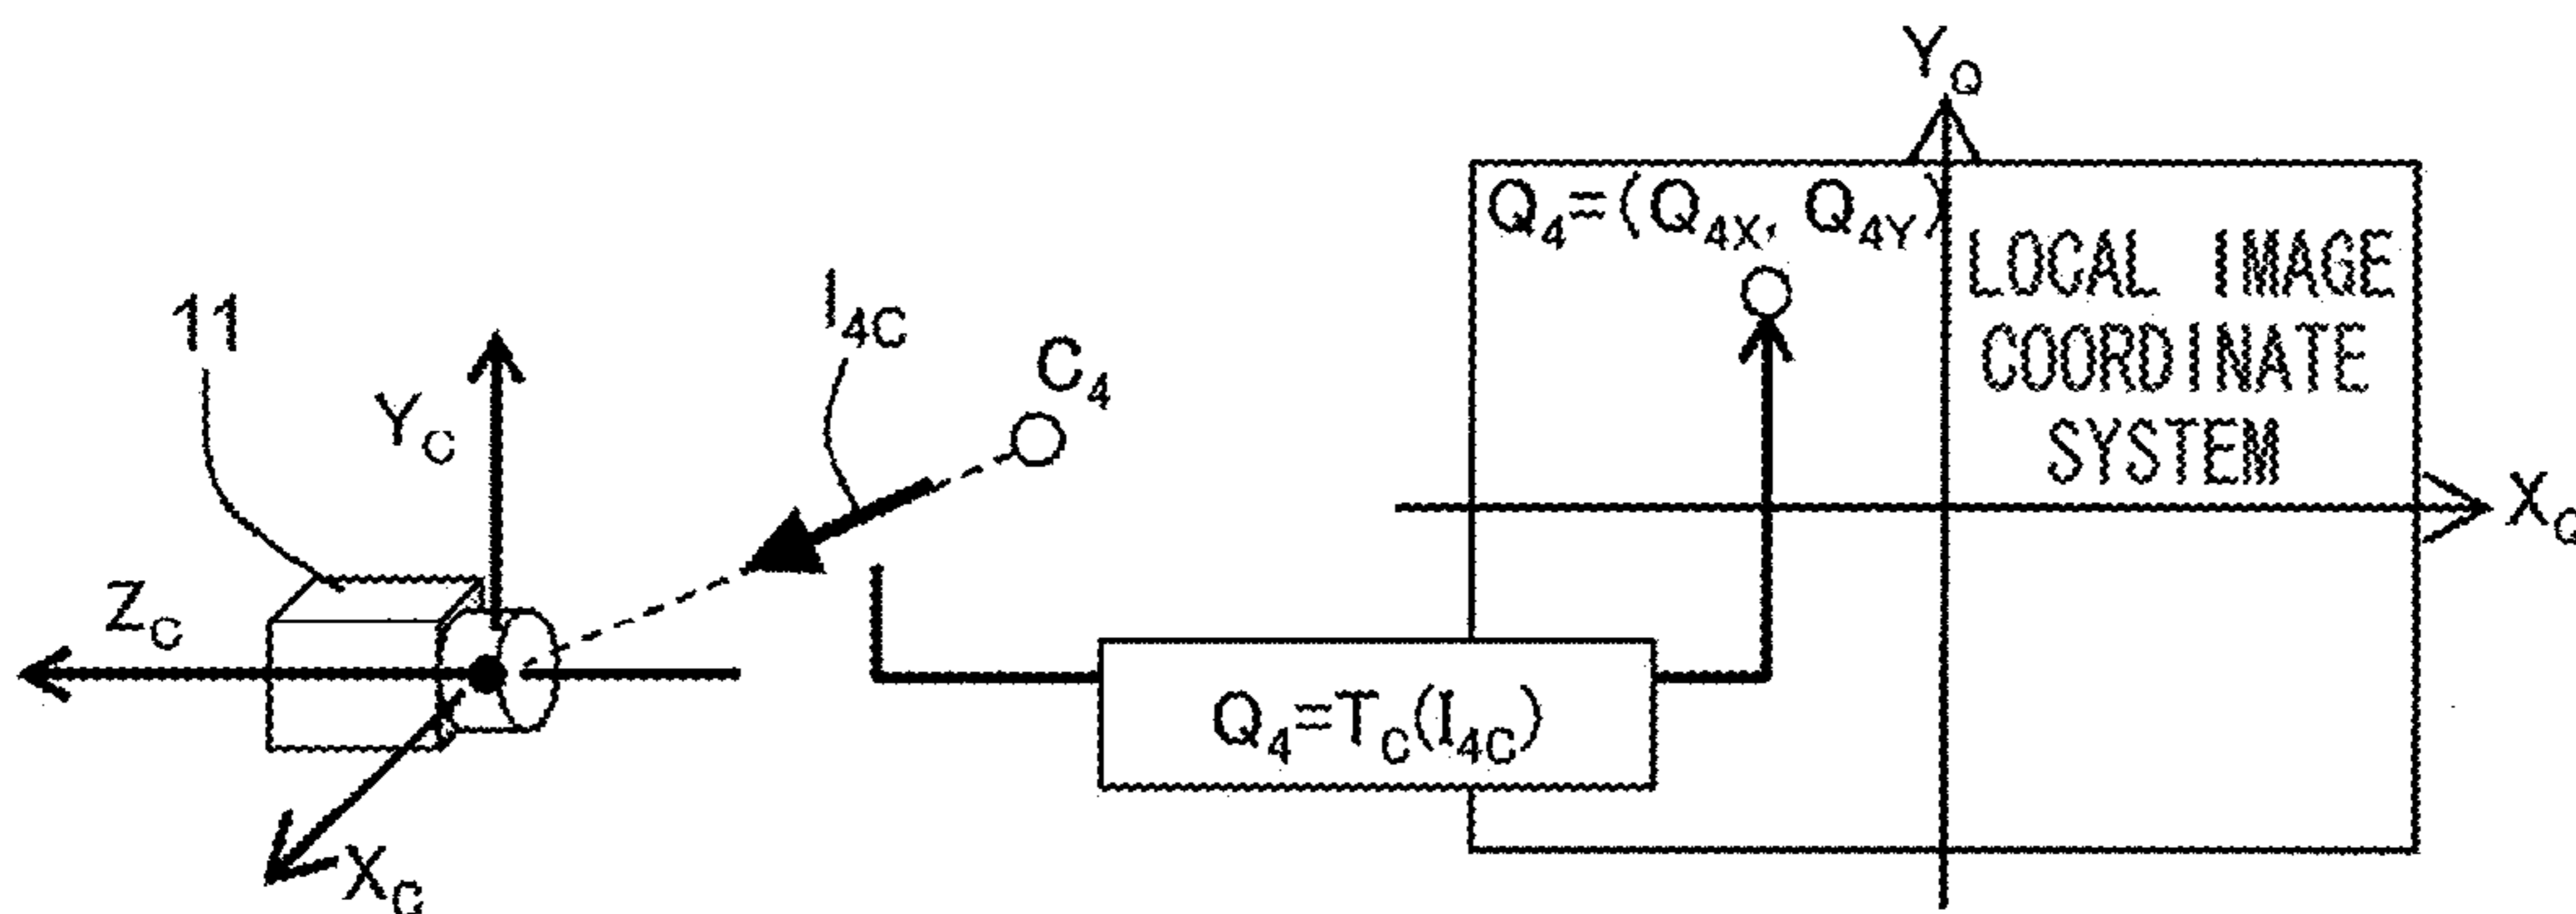 11
Y_C
Z_C
X_C
I_4C
C_4
Q_4=T_C(I_4C)
Y_Q
Q_4=(Q_4X, Q_4Y)
LOCAL IMAGE
COORDINATE
SYSTEM
X_Q